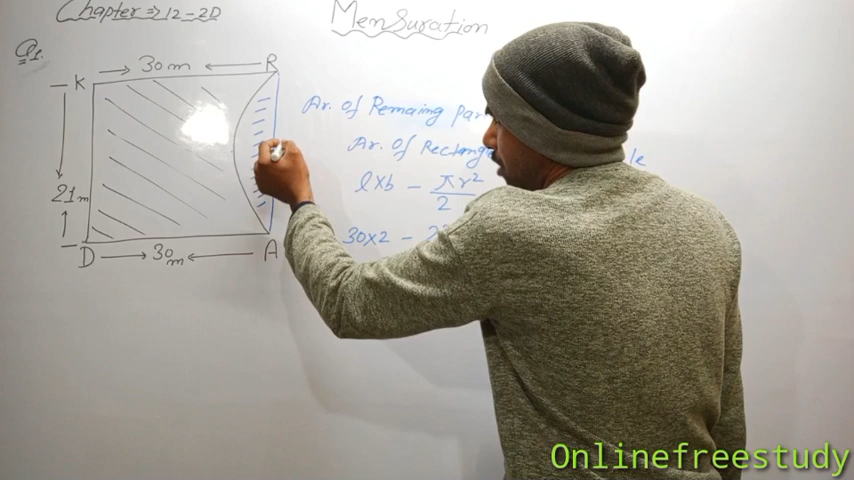 Chapter ⇒ 12-2D
Mensuration
Q1.
K → 30m ← R
21m
D → 30m ← A
Ar. of Remaing par
Ar. of Rectang le
l×b - πr²/2
30×2 - 2
Onlinefreestudy